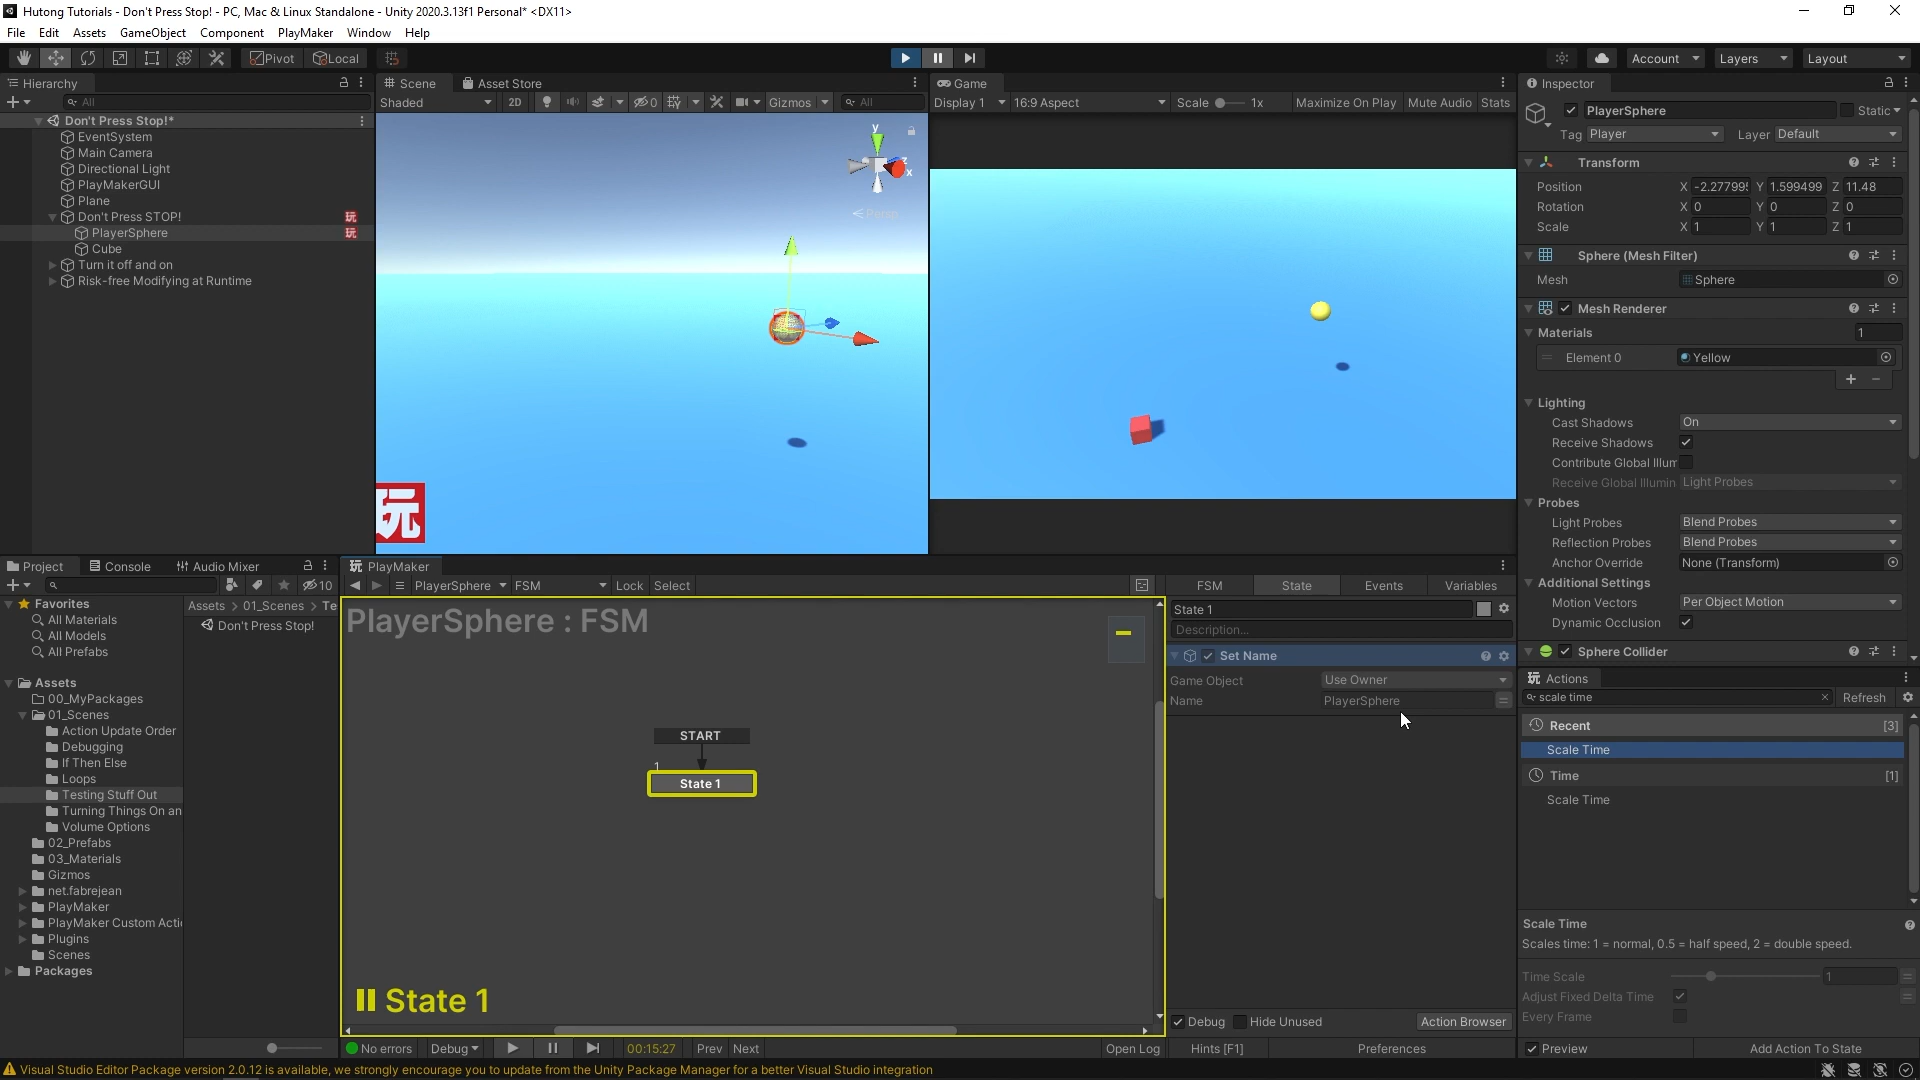 Hutong Tutorials - Don't Press Stop! - PC, Mac & Linux Standalone - Unity 2020.3.13f1 Personal* <DX11>
File Edit Assets GameObject Component PlayMaker Window Help
Pivot Local Account Layers Layout
Hierarchy
All
Don't Press Stop!*
EventSystem
Main Camera
Directional Light
PlayMakerGUI
Plane
Don't Press STOP! 玩
PlayerSphere 玩
Cube
Turn it off and on
Risk-free Modifying at Runtime
Scene Asset Store
Shaded 2D 0 Gizmos All
y
z
x
Persp
玩
Game
Display 1 16:9 Aspect Scale 1x Maximize On Play Mute Audio Stats
Inspector
PlayerSphere Static
Tag Player Layer Default
Transform
Position X -2.277995 Y 1.599499 Z 11.48
Rotation X 0 Y 0 Z 0
Scale X 1 Y 1 Z 1
Sphere (Mesh Filter)
Mesh Sphere
Mesh Renderer
Materials 1
Element 0 Yellow
Lighting
Cast Shadows On
Receive Shadows
Contribute Global Illum
Receive Global Illumin Light Probes
Probes
Light Probes Blend Probes
Reflection Probes Blend Probes
Anchor Override None (Transform)
Additional Settings
Motion Vectors Per Object Motion
Dynamic Occlusion
Sphere Collider
Project Console Audio Mixer
10
Favorites
All Materials
All Models
All Prefabs
Assets
00_MyPackages
01_Scenes
Action Update Order
Debugging
If Then Else
Loops
Testing Stuff Out
Turning Things On an
Volume Options
02_Prefabs
03_Materials
Gizmos
net.fabrejean
PlayMaker
PlayMaker Custom Acti
Plugins
Scenes
Packages
Assets > 01_Scenes > Te
Don't Press Stop!
玩 PlayMaker
PlayerSphere FSM Lock Select
PlayerSphere : FSM
START
1
State 1
State 1
No errors Debug 00:15:27 Prev Next Open Log
FSM State Events Variables
State 1
Description...
Set Name
Game Object Use Owner
Name PlayerSphere
Debug Hide Unused Action Browser
Hints [F1] Preferences
玩 Actions
scale time Refresh
Recent [3]
Scale Time
Time [1]
Scale Time
Scale Time
Scales time: 1 = normal, 0.5 = half speed, 2 = double speed.
Time Scale 1
Adjust Fixed Delta Time
Every Frame
Preview Add Action To State
Visual Studio Editor Package version 2.0.12 is available, we strongly encourage you to update from the Unity Package Manager for a better Visual Studio integration